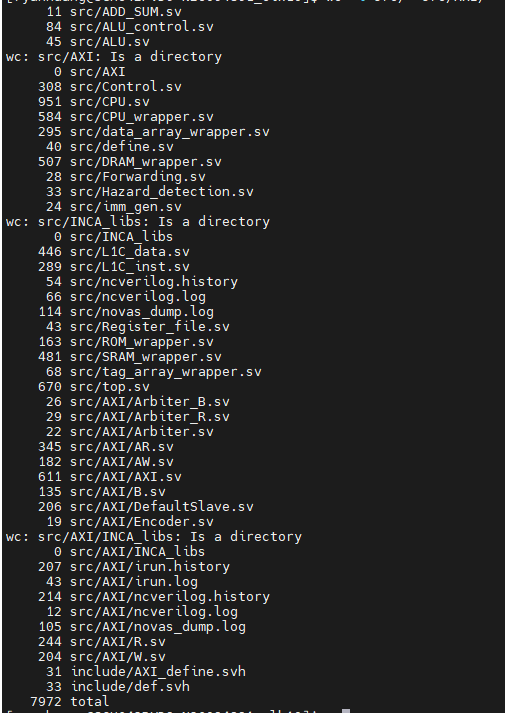 11 src/ADD_SUM.sv
84 src/ALU_control.sv
45 src/ALU.sv
wc: src/AXI: Is a directory
0 src/AXI
308 src/Control.sv
951 src/CPU.sv
584 src/CPU_wrapper.sv
295 src/data_array_wrapper.sv
40 src/define.sv
507 src/DRAM_wrapper.sv
28 src/Forwarding.sv
33 src/Hazard_detection.sv
24 src/imm_gen.sv
wc: src/INCA_libs: Is a directory
0 src/INCA_libs
446 src/L1C_data.sv
289 src/L1C_inst.sv
54 src/ncverilog.history
66 src/ncverilog.log
114 src/novas_dump.log
43 src/Register_file.sv
163 src/ROM_wrapper.sv
481 src/SRAM_wrapper.sv
68 src/tag_array_wrapper.sv
670 src/top.sv
26 src/AXI/Arbiter_B.sv
29 src/AXI/Arbiter_R.sv
22 src/AXI/Arbiter.sv
345 src/AXI/AR.sv
182 src/AXI/AW.sv
611 src/AXI/AXI.sv
135 src/AXI/B.sv
206 src/AXI/DefaultSlave.sv
19 src/AXI/Encoder.sv
wc: src/AXI/INCA_libs: Is a directory
0 src/AXI/INCA_libs
207 src/AXI/irun.history
43 src/AXI/irun.log
214 src/AXI/ncverilog.history
12 src/AXI/ncverilog.log
105 src/AXI/novas_dump.log
244 src/AXI/R.sv
204 src/AXI/W.sv
31 include/AXI_define.svh
33 include/def.svh
7972 total